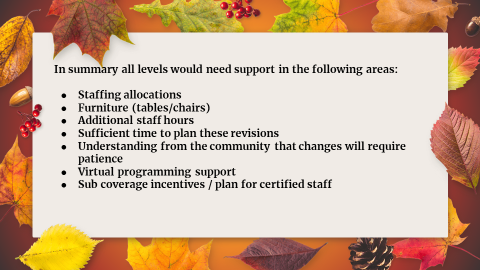 In summary all levels would need support in the following areas:
● Staffing allocations
● Furniture (tables/chairs)
● Additional staff hours
● Sufficient time to plan these revisions
● Understanding from the community that changes will require
patience
● Virtual programming support
● Sub coverage incentives / plan for certified staff